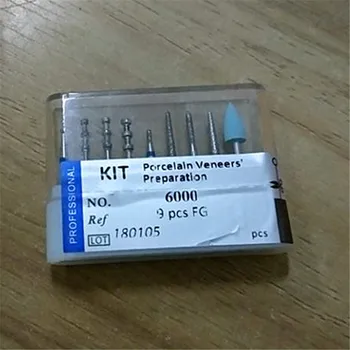 PROFESSIONAL
KIT Porcelain Veneers'
Preparation
NO. 6000
Ref 9 pcs FG
LOT 180105 pcs